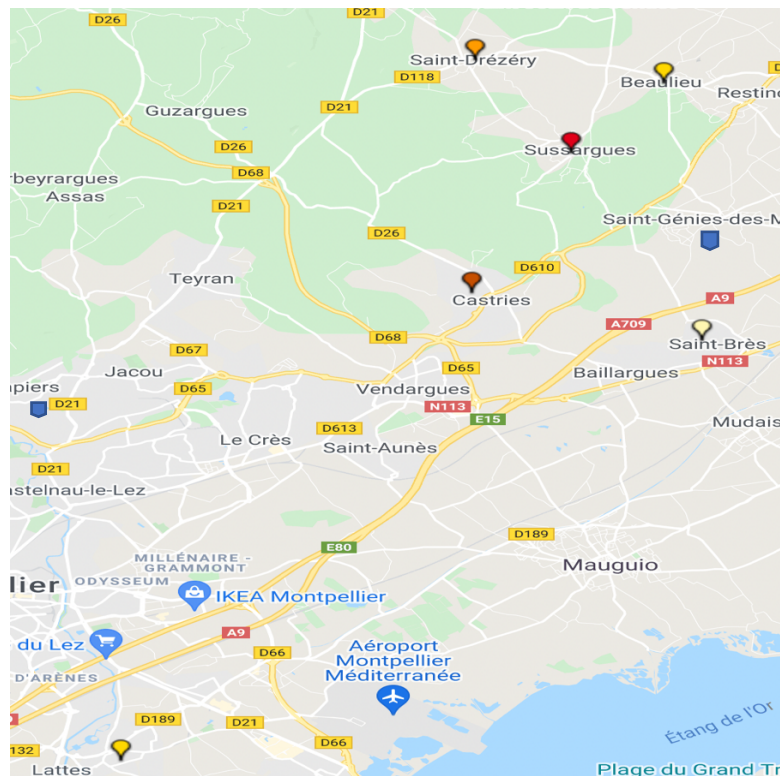 D26
D21
Saint-Drézéry
D118
Beaulieu
Restinc
D21
Guzargues
D26
Sussargues
D68
rbeyrargues
Assas
D21
Saint-Génies-des-M
D26
D610
Teyran
Castries
A9
A709
D68
Saint-Brès
D67
N113
Jacou
D65
Baillargues
npiers
D65
Vendargues
D21
N113
E15
Mudais
D613
Le Crès
Saint-Aunès
D21
astelnau-le-Lez
D189
E80
MILLÉNAIRE -
GRAMMONT
Mauguio
ODYSSEUM
lier
IKEA Montpellier
A9
du Lez
D66
Aéroport
Montpellier
Méditerranée
D'ARÈNES
D189
D21
Étang de l'Or
D66
132
Lattes
Plage du Grand Tr